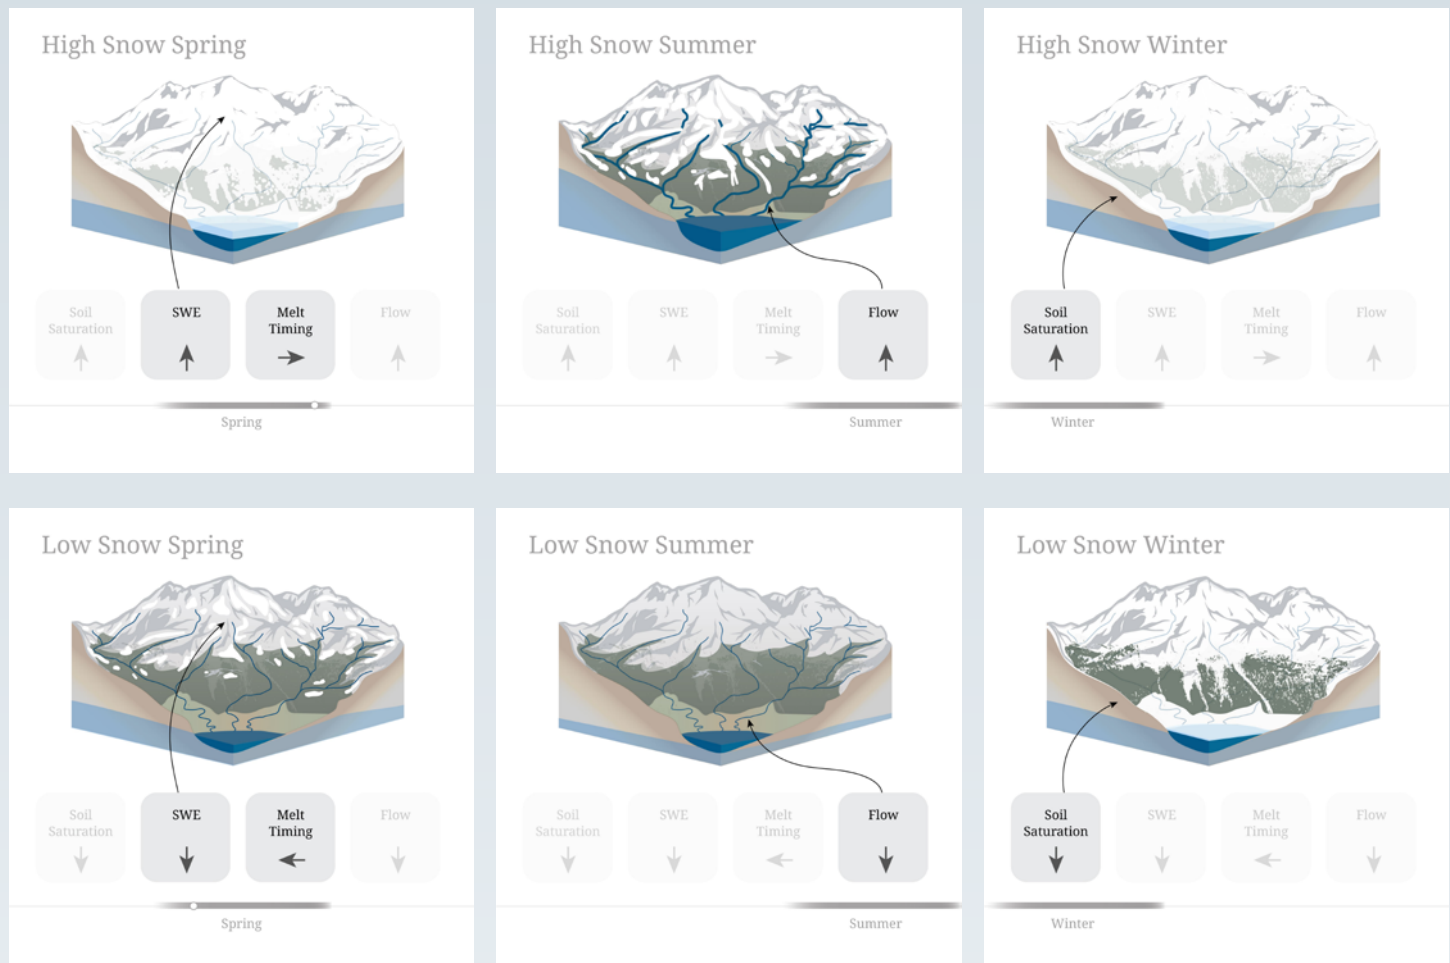 High Snow Spring
Soil
Saturation
SWE
Melt
Timing
Flow
Spring
High Snow Summer
Soil
Saturation
SWE
Melt
Timing
Flow
Summer
High Snow Winter
Soil
Saturation
SWE
Melt
Timing
Flow
Winter
Low Snow Spring
Soil
Saturation
SWE
Melt
Timing
Flow
Spring
Low Snow Summer
Soil
Saturation
SWE
Melt
Timing
Flow
Summer
Low Snow Winter
Soil
Saturation
SWE
Melt
Timing
Flow
Winter